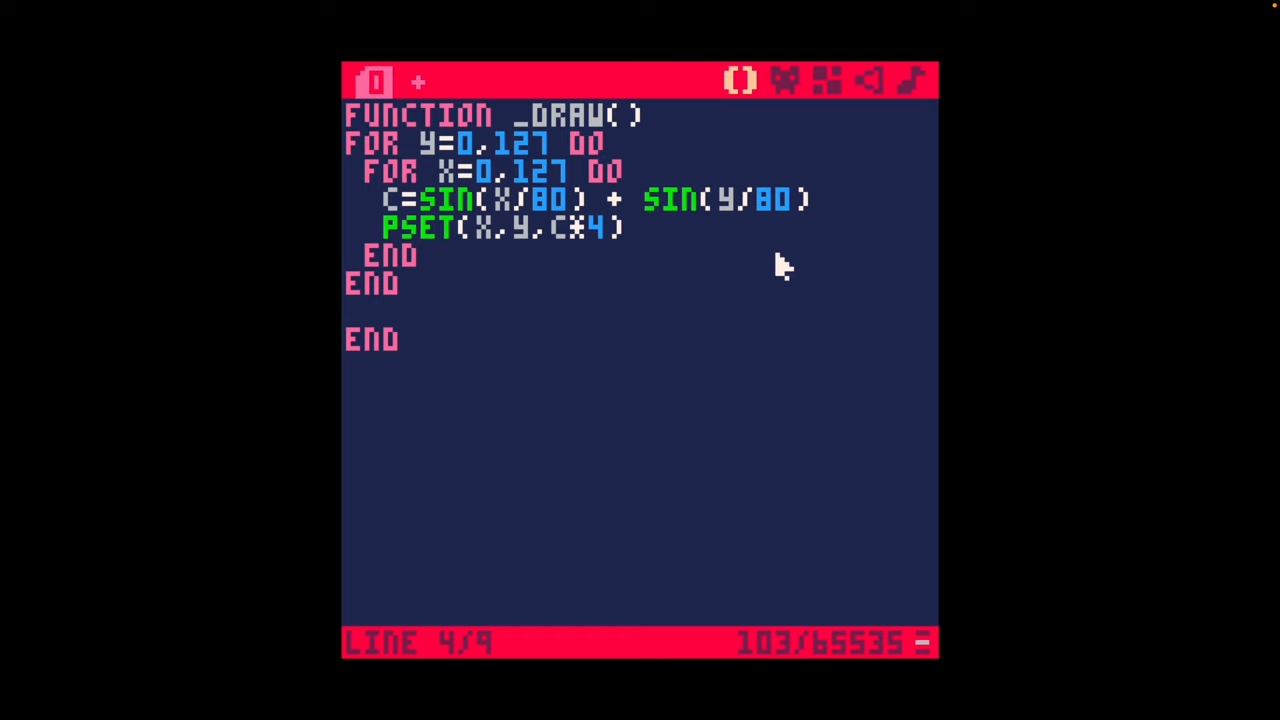 0 +
FUNCTION _DRAW()
FOR Y=0,127 DO
 FOR X=0,127 DO
  C=SIN(X/80) + SIN(Y/80)
  PSET(X,Y,C*4)
 END
END

END
LINE 4/9 103/65535